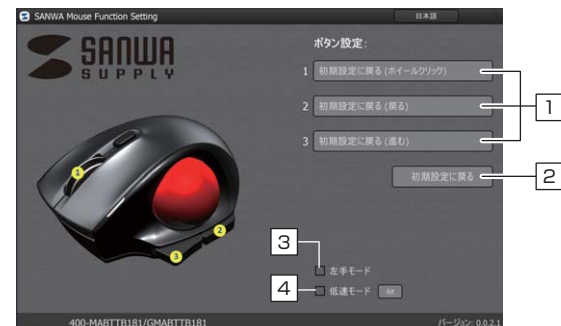 SANWA Mouse Function Setting
日本語
SANWA
SUPPLY
ボタン設定:
1 初期設定に戻る(ホイールクリック)
2 初期設定に戻る(戻る)
3 初期設定に戻る(進む)
1
初期設定に戻る
2
1
2
3
3
左手モード
4
低速モード Alt
400-MABTTB181/GMABTTB181
バージョン: 0.0.2.1